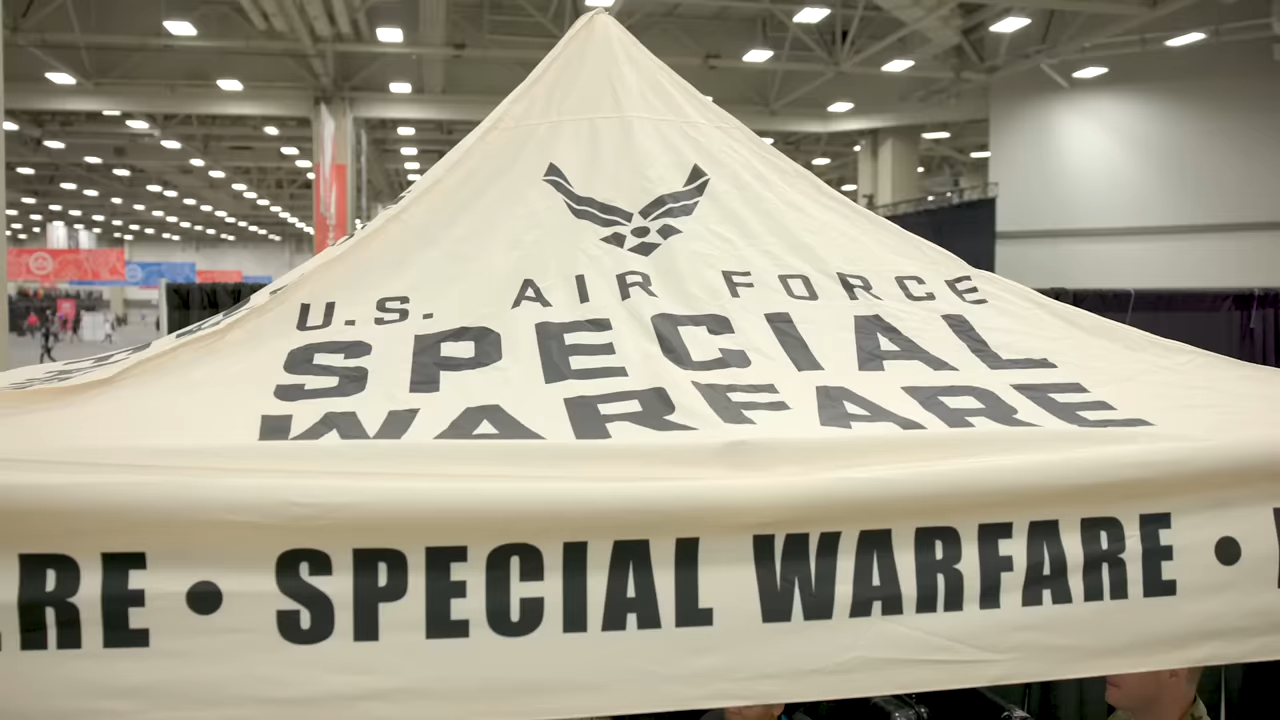 U.S. AIR FORCE
SPECIAL
WARFARE
RE • SPECIAL WARFARE •